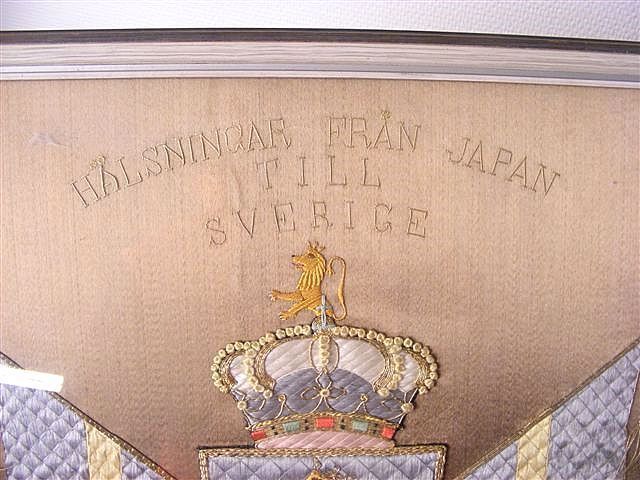 HÄLSNINGAR FRÅN JAPAN
TILL
SVERIGE